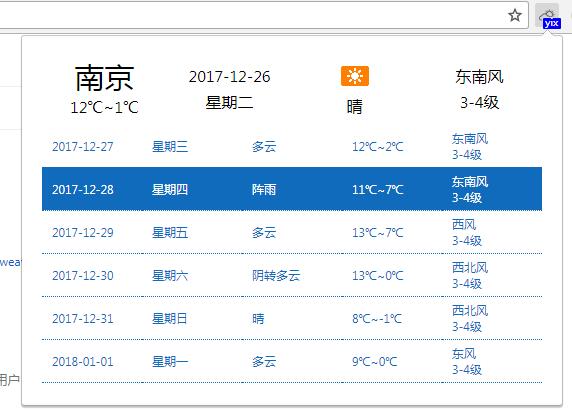 yix
南京 2017-12-26 东南风
12℃~1℃ 星期二 晴 3-4级
2017-12-27 星期三 多云 12℃~2℃ 东南风
3-4级
2017-12-28 星期四 阵雨 11℃~7℃ 东南风
3-4级
2017-12-29 星期五 多云 13℃~7℃ 西风
3-4级
weat
2017-12-30 星期六 阴转多云 13℃~0℃ 西北风
3-4级
2017-12-31 星期日 晴 8℃~-1℃ 西北风
3-4级
2018-01-01 星期一 多云 9℃~0℃ 东风
3-4级
用户